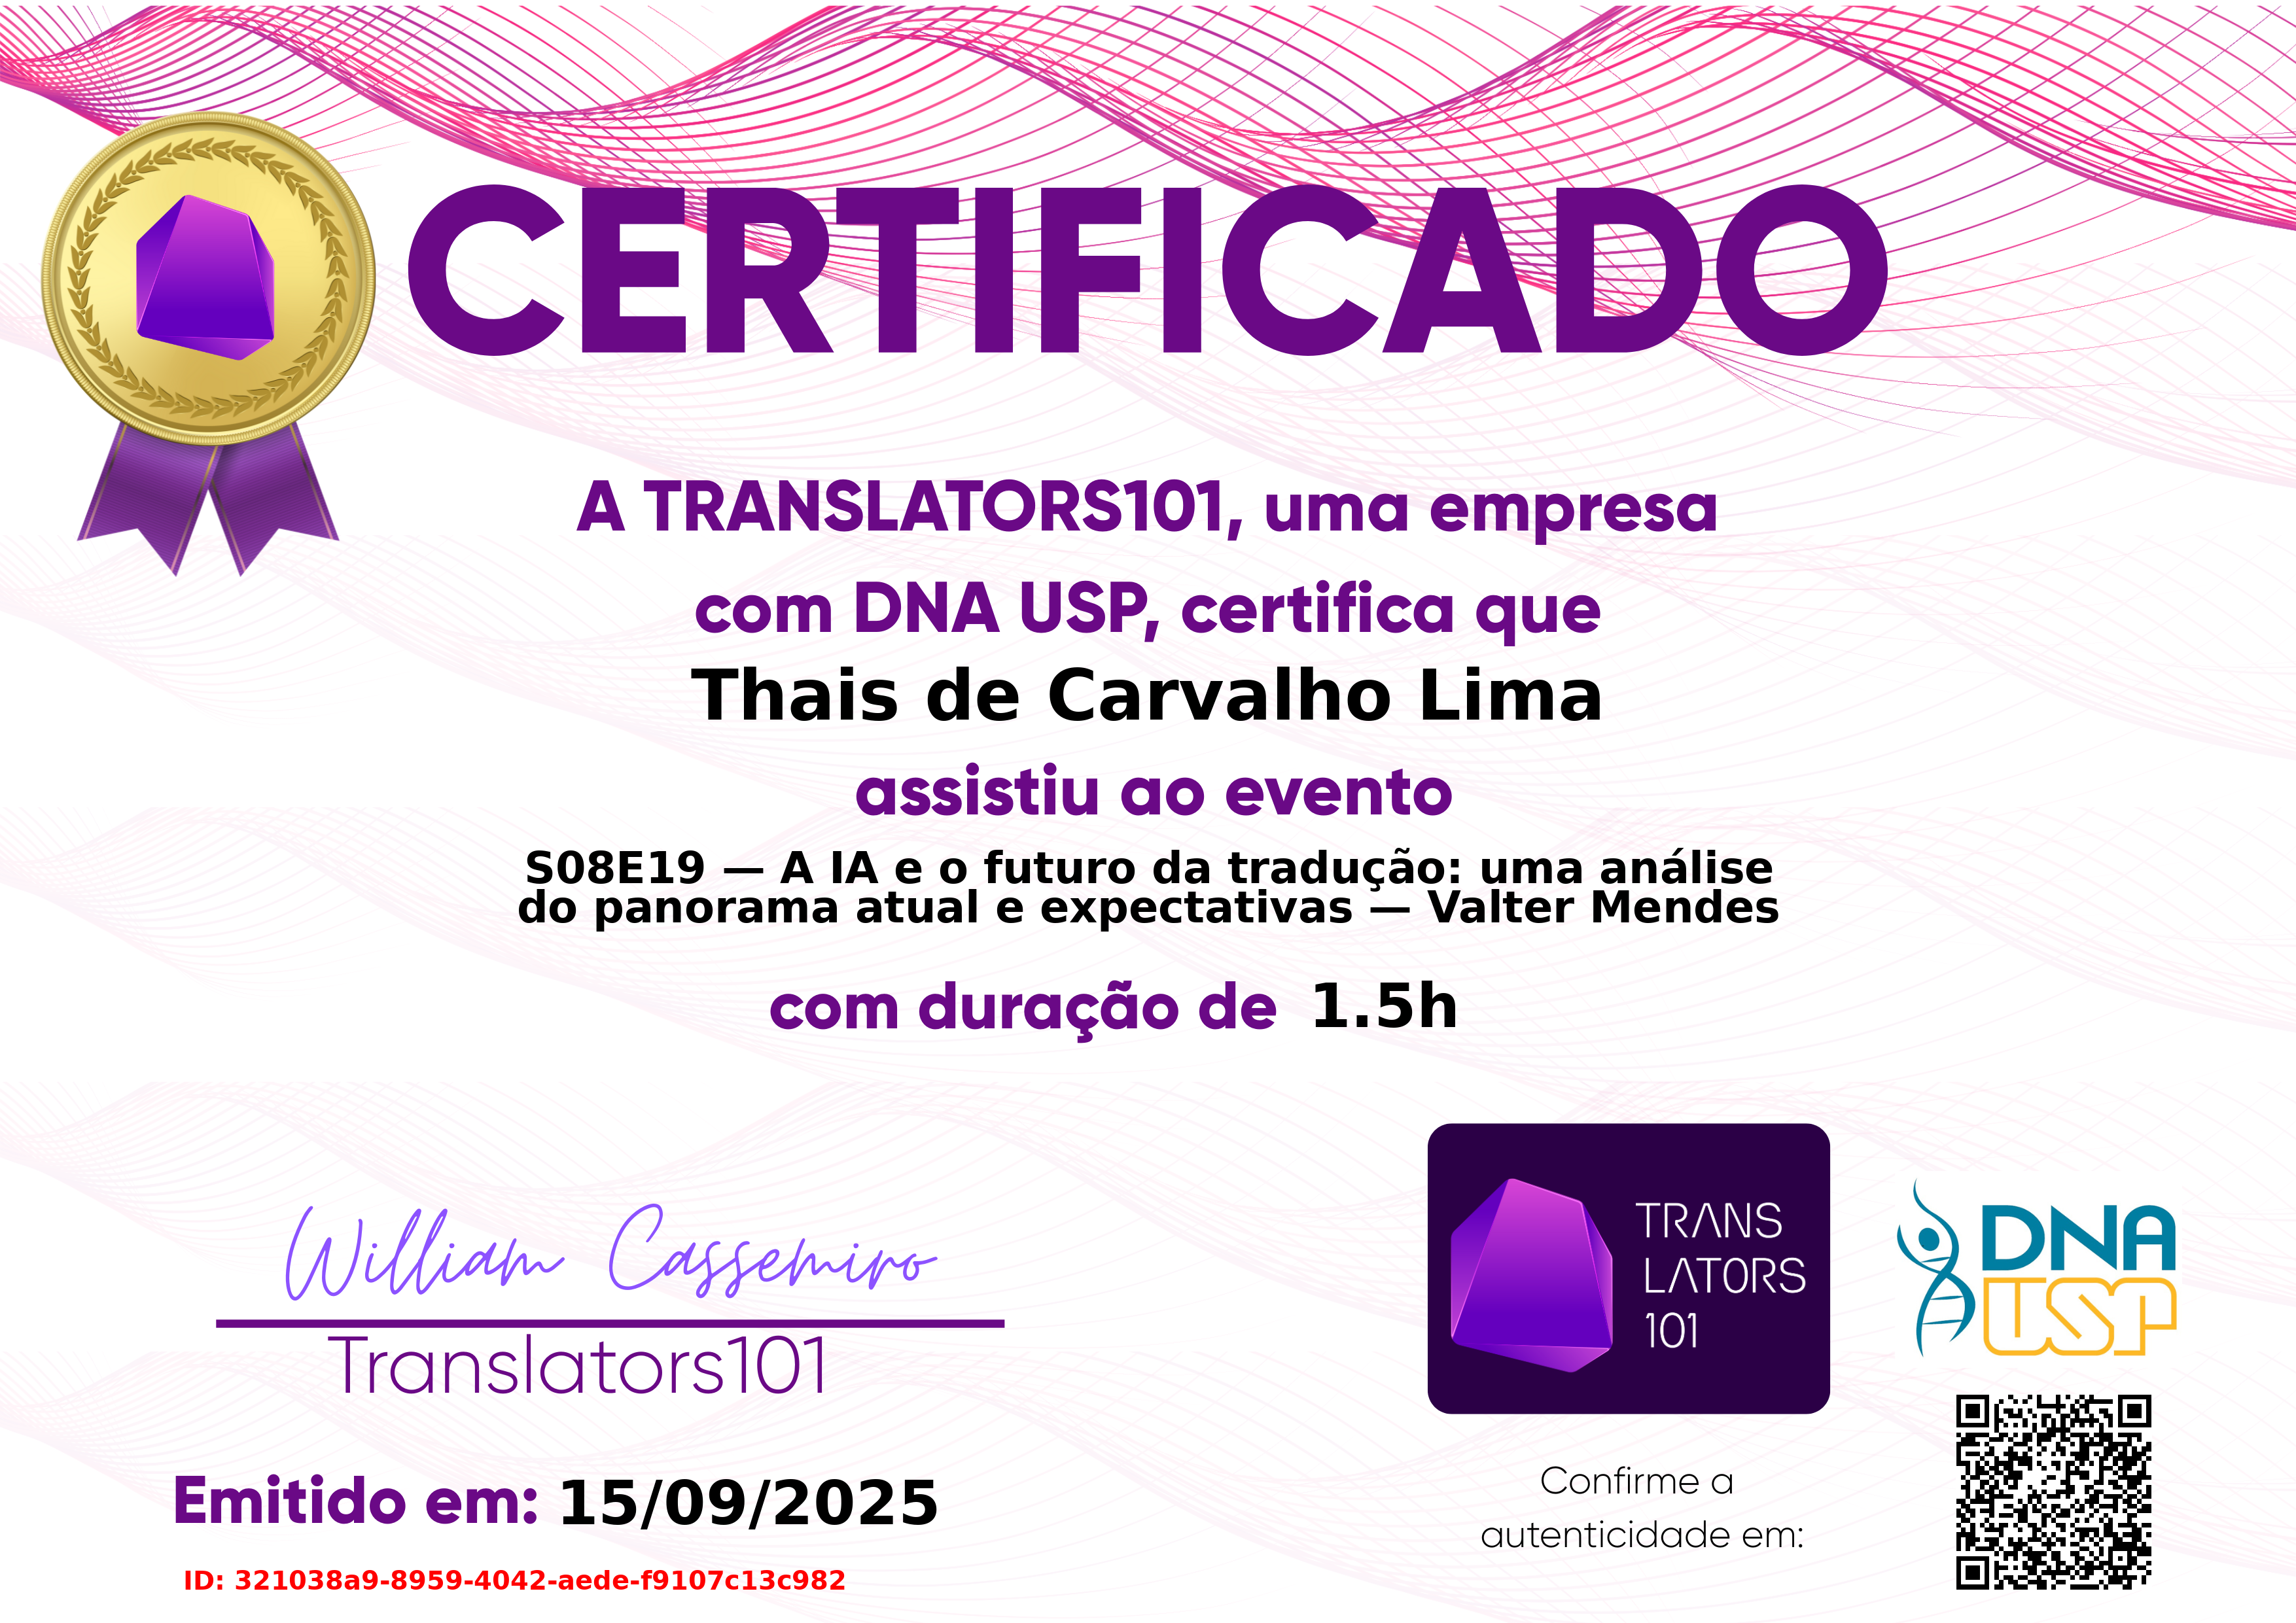 CERTIFICADO
A TRANSLATORS101, uma empresa
com DNA USP, certifica que
Thais de Carvalho Lima
assistiu ao evento
S08E19 — A IA e o futuro da tradução: uma análise
do panorama atual e expectativas — Valter Mendes
com duração de 1.5h
William Cassemiro
Translators101
Emitido em: 15/09/2025
ID: 321038a9-8959-4042-aede-f9107c13c982
TRANS
LATORS
101
DNA
USP
Confirme a
autenticidade em: